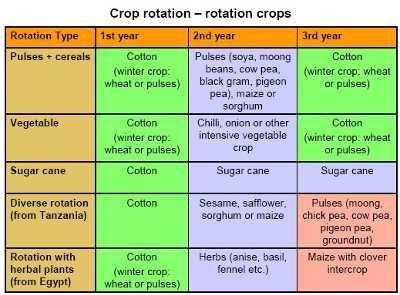 Crop rotation – rotation crops
Rotation Type 1st year 2nd year 3rd year
Pulses + cereals
Cotton
(winter crop:
wheat or pulses)
Pulses (soya, moong
beans, cow pea,
black gram, pigeon
pea), maize or
sorghum
Cotton
(winter crop: wheat
or pulses)
Vegetable
Cotton
(winter crop:
wheat or pulses)
Chilli, onion or other
intensive vegetable
crop
Cotton
(winter crop: wheat
or pulses)
Sugar cane
Cotton
Sugar cane
Sugar cane
Diverse rotation
(from Tanzania)
Cotton
Sesame, safflower,
sorghum or maize
Pulses (moong,
chick pea, cow pea,
pigeon pea,
groundnut)
Rotation with
herbal plants
(from Egypt)
Cotton
(winter crop:
wheat or pulses)
Herbs (anise, basil,
fennel etc.)
Maize with clover
intercrop